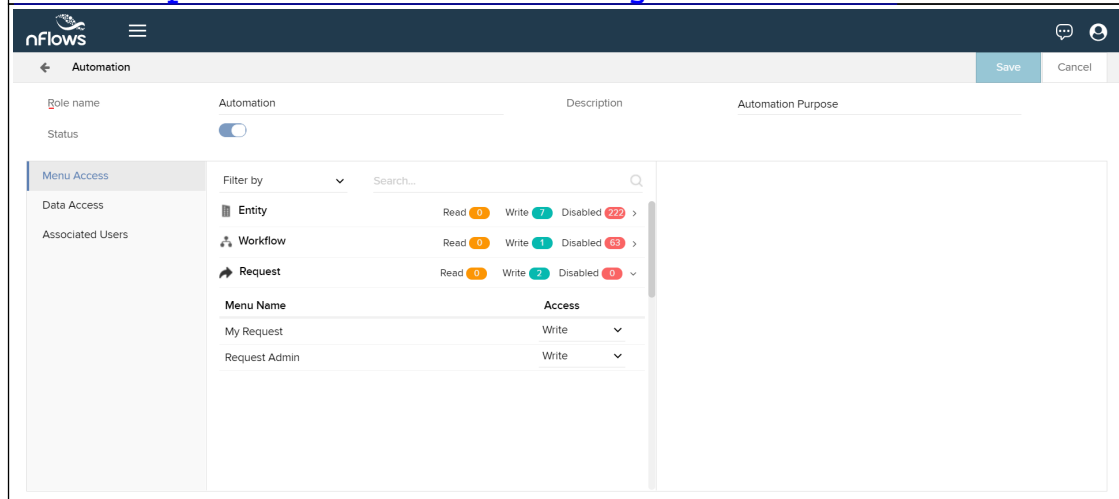 nFlows
Automation Save Cancel
Role name Automation Description Automation Purpose
Status
Menu Access Filter by Search...
Data Access Entity Read 0 Write 7 Disabled 222
Associated Users Workflow Read 0 Write 1 Disabled 63
Request Read 0 Write 2 Disabled 0
Menu Name Access
My Request Write
Request Admin Write